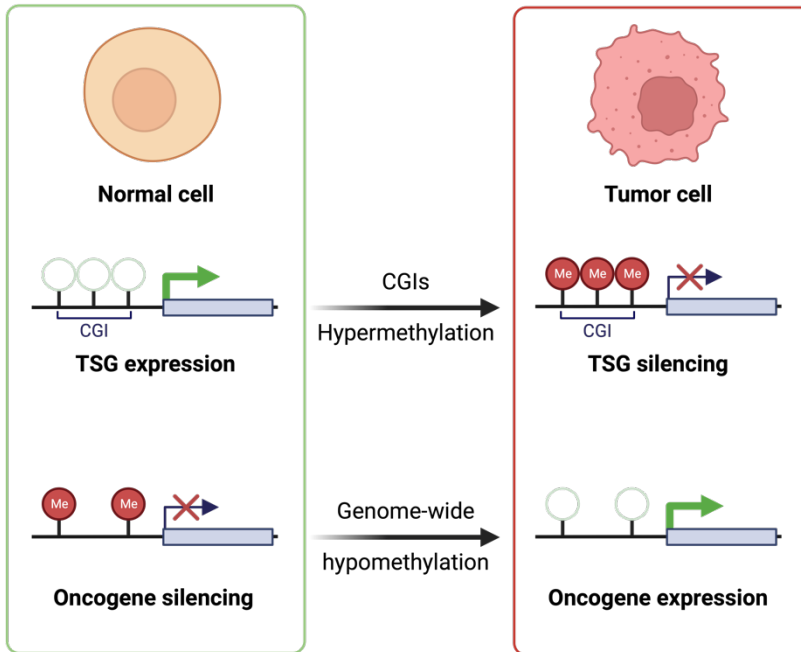 Normal cell
Tumor cell
CGI
TSG expression
CGIs
Hypermethylation
Me Me Me
CGI
TSG silencing
Me Me
Oncogene silencing
Genome-wide
hypomethylation
Oncogene expression